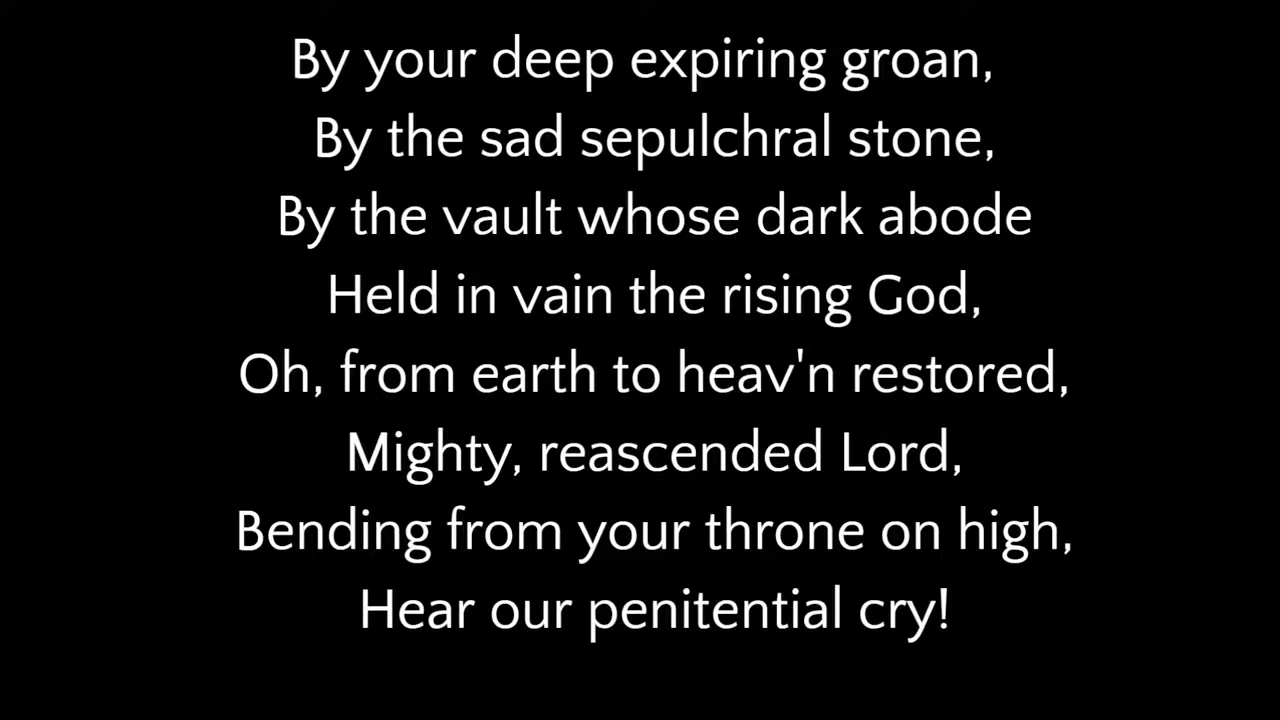 By your deep expiring groan,
By the sad sepulchral stone,
By the vault whose dark abode
Held in vain the rising God,
Oh, from earth to heav'n restored,
Mighty, reascended Lord,
Bending from your throne on high,
Hear our penitential cry!